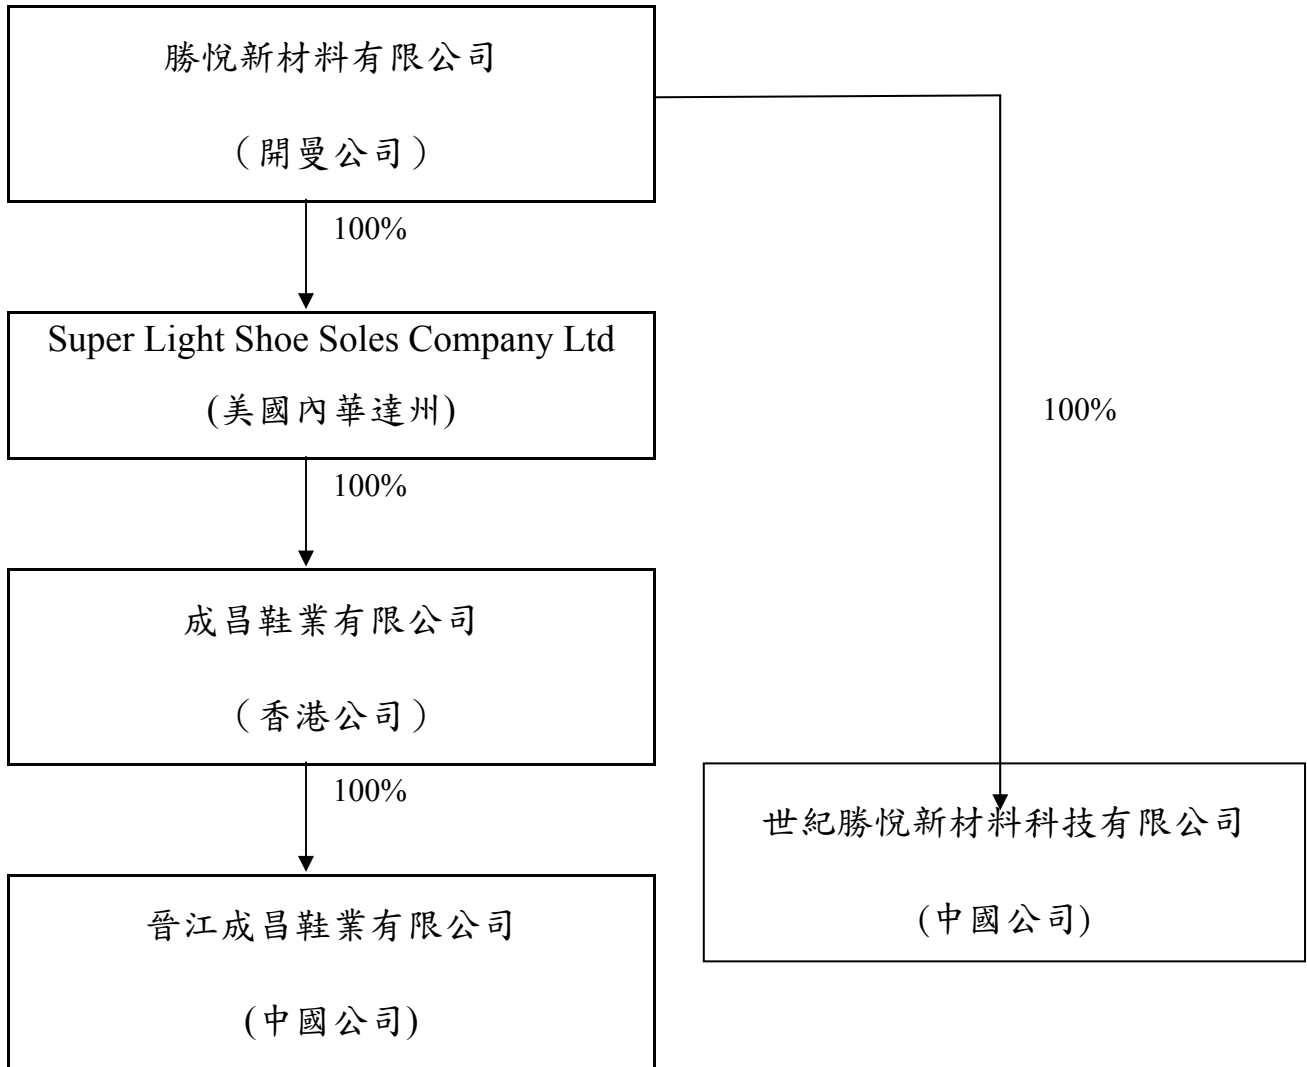 勝悅新材料有限公司
（開曼公司）
100%
Super Light Shoe Soles Company Ltd
(美國內華達州)
100%
100%
成昌鞋業有限公司
（香港公司）
100%
世紀勝悅新材料科技有限公司
(中國公司)
晉江成昌鞋業有限公司
(中國公司)